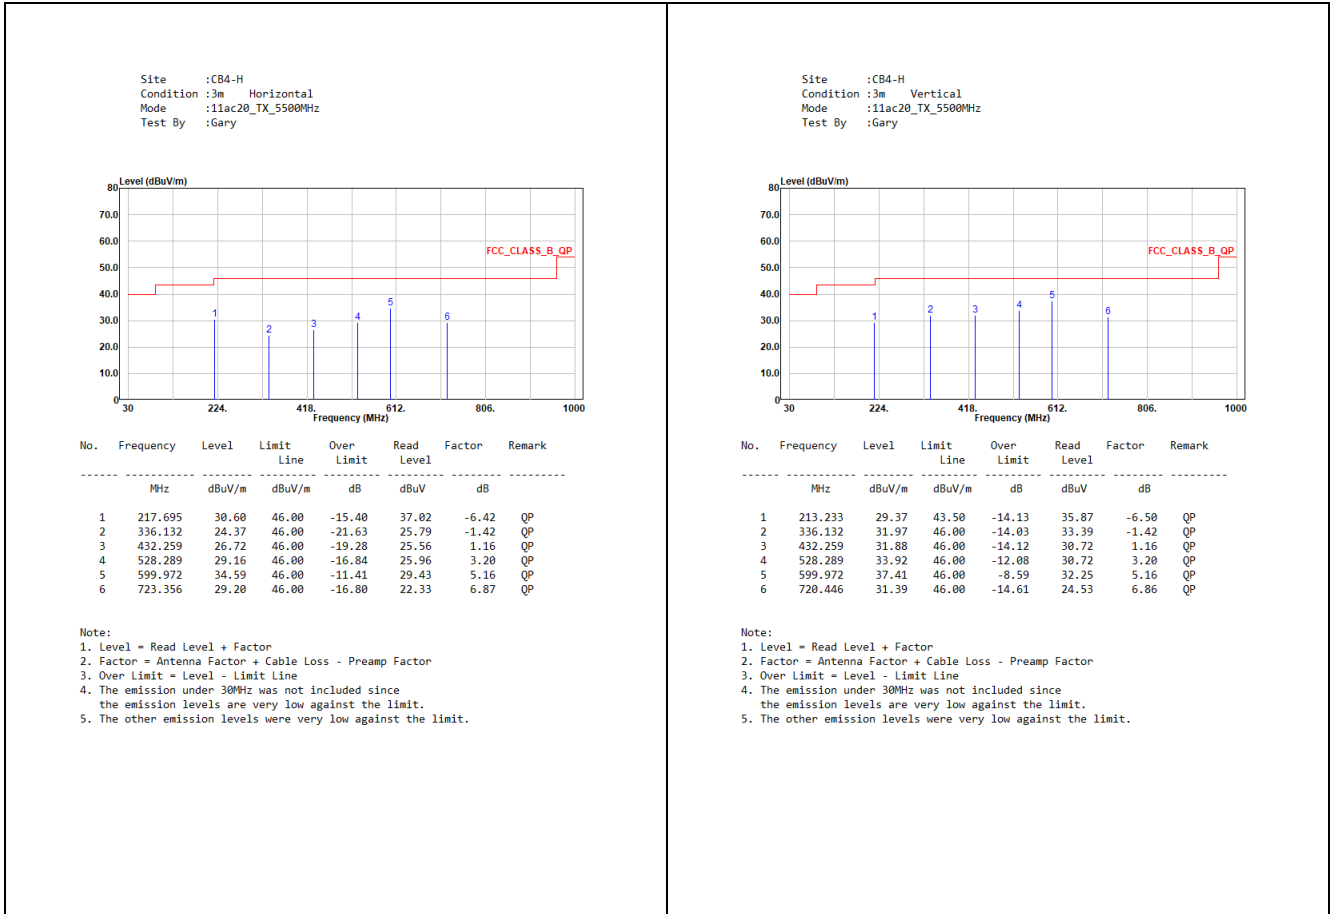 Site      :CB4-H
Condition :3m    Horizontal
Mode      :11ac20_TX_5500MHz
Test By   :Gary
Level (dBuV/m)
80
70.0
60.0
FCC_CLASS_B_QP
50.0
40.0
30.0
20.0
10.0
0
1 2 3 4 5 6
30 224. 418. 612. 806. 1000
Frequency (MHz)
No. Frequency Level Limit Over Read Factor Remark
Line Limit Level
------ ----------- -------- --------- --------- --------- --------- ---------
MHz dBuV/m dBuV/m dB dBuV dB
1 217.695 30.60 46.00 -15.40 37.02 -6.42 QP
2 336.132 24.37 46.00 -21.63 25.79 -1.42 QP
3 432.259 26.72 46.00 -19.28 25.56 1.16 QP
4 528.289 29.16 46.00 -16.84 25.96 3.20 QP
5 599.972 34.59 46.00 -11.41 29.43 5.16 QP
6 723.356 29.20 46.00 -16.80 22.33 6.87 QP
Note:
1. Level = Read Level + Factor
2. Factor = Antenna Factor + Cable Loss - Preamp Factor
3. Over Limit = Level - Limit Line
4. The emission under 30MHz was not included since
the emission levels are very low against the limit.
5. The other emission levels were very low against the limit.
Site      :CB4-H
Condition :3m    Vertical
Mode      :11ac20_TX_5500MHz
Test By   :Gary
Level (dBuV/m)
80
70.0
60.0
FCC_CLASS_B_QP
50.0
40.0
30.0
20.0
10.0
0
1 2 3 4 5 6
30 224. 418. 612. 806. 1000
Frequency (MHz)
No. Frequency Level Limit Over Read Factor Remark
Line Limit Level
------ ----------- -------- --------- --------- --------- --------- ---------
MHz dBuV/m dBuV/m dB dBuV dB
1 213.233 29.37 43.50 -14.13 35.87 -6.50 QP
2 336.132 31.97 46.00 -14.03 33.39 -1.42 QP
3 432.259 31.88 46.00 -14.12 30.72 1.16 QP
4 528.289 33.92 46.00 -12.08 30.72 3.20 QP
5 599.972 37.41 46.00 -8.59 32.25 5.16 QP
6 720.446 31.39 46.00 -14.61 24.53 6.86 QP
Note:
1. Level = Read Level + Factor
2. Factor = Antenna Factor + Cable Loss - Preamp Factor
3. Over Limit = Level - Limit Line
4. The emission under 30MHz was not included since
the emission levels are very low against the limit.
5. The other emission levels were very low against the limit.